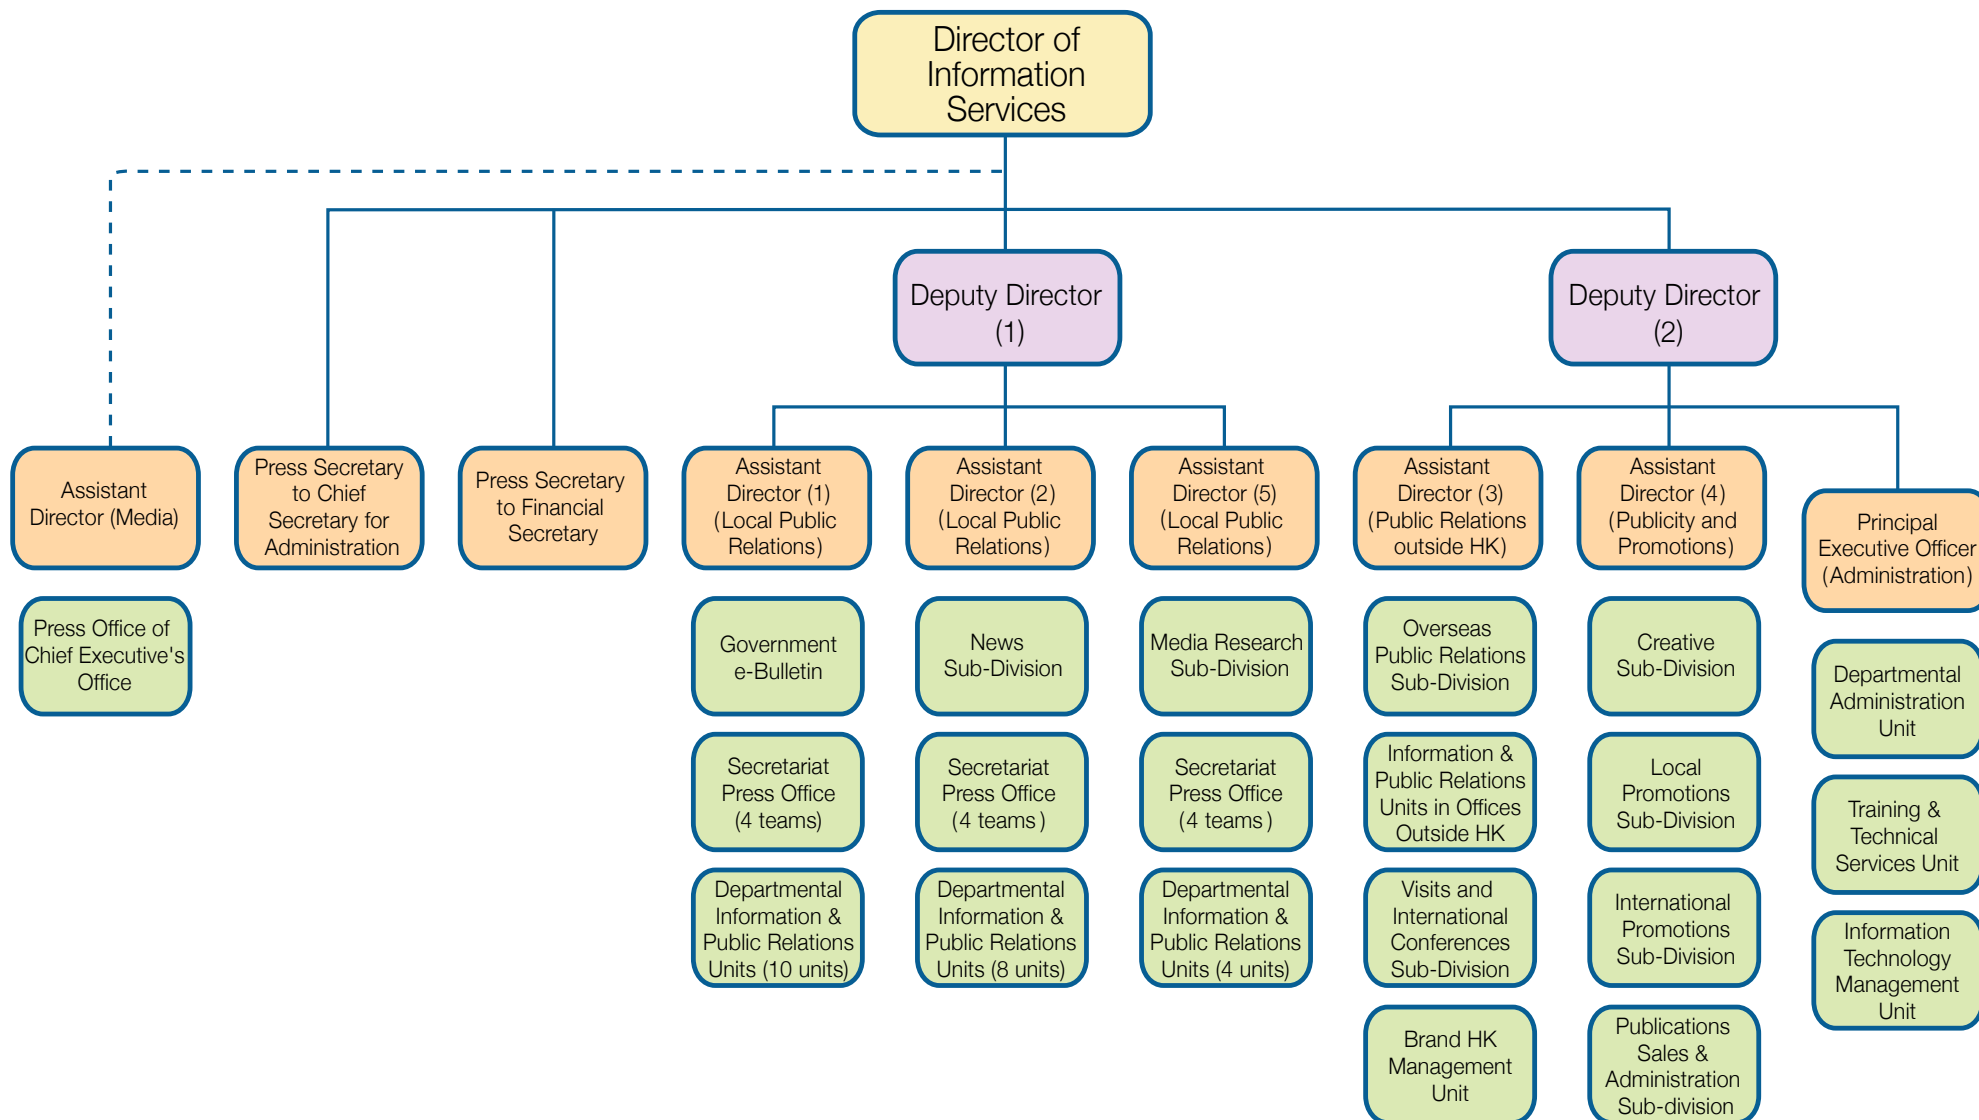 Director of
Information
Services
Deputy Director
(1)
Deputy Director
(2)
Assistant
Director (Media)
Press Secretary
to Chief
Secretary for
Administration
Press Secretary
to Financial
Secretary
Assistant
Director (1)
(Local Public
Relations)
Assistant
Director (2)
(Local Public
Relations)
Assistant
Director (5)
(Local Public
Relations)
Assistant
Director (3)
(Public Relations
outside HK)
Assistant
Director (4)
(Publicity and
Promotions)
Principal
Executive Officer
(Administration)
Press Office of
Chief Executive's
Office
Government
e-Bulletin
News
Sub-Division
Media Research
Sub-Division
Overseas
Public Relations
Sub-Division
Creative
Sub-Division
Departmental
Administration
Unit
Secretariat
Press Office
(4 teams)
Secretariat
Press Office
(4 teams )
Secretariat
Press Office
(4 teams )
Information &
Public Relations
Units in Offices
Outside HK
Local
Promotions
Sub-Division
Training &
Technical
Services Unit
Departmental
Information &
Public Relations
Units (10 units)
Departmental
Information &
Public Relations
Units (8 units)
Departmental
Information &
Public Relations
Units (4 units)
Visits and
International
Conferences
Sub-Division
International
Promotions
Sub-Division
Information
Technology
Management
Unit
Brand HK
Management
Unit
Publications
Sales &
Administration
Sub-division